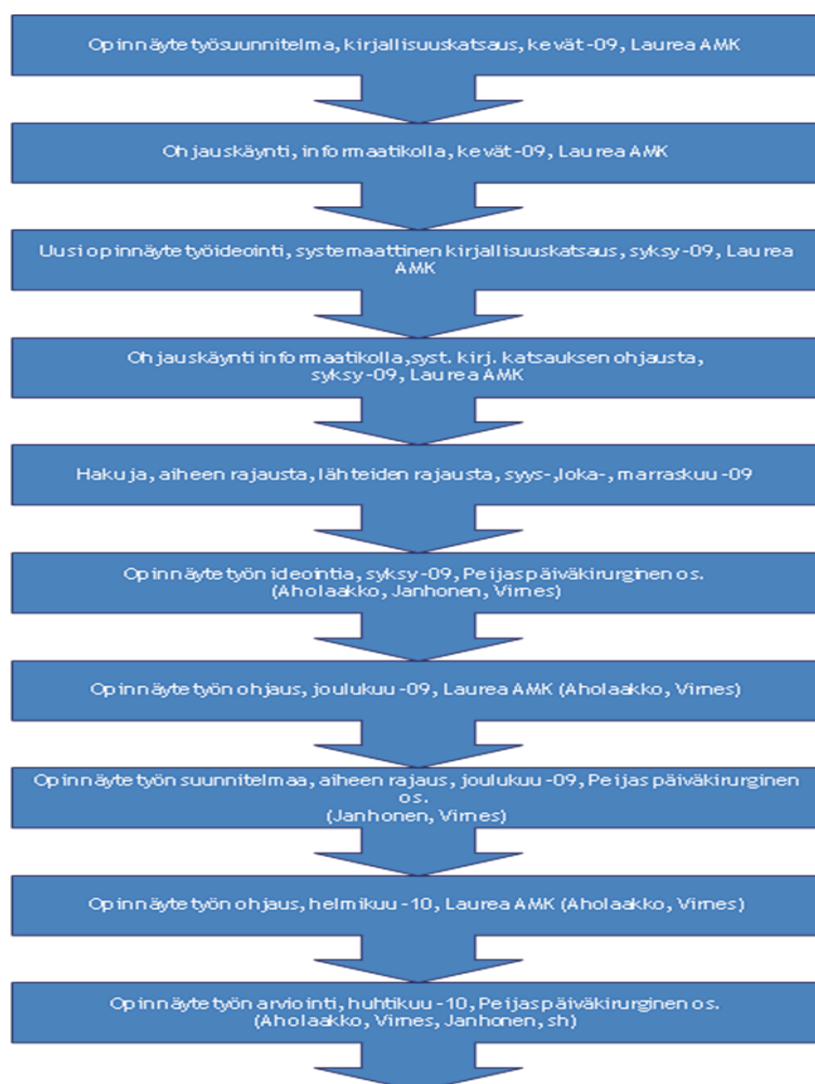 Opinnäytetyösuunnitelma, kirjallisuuskatsaus, kevät -09, Laurea AMK
Ohjauskäynti, informaatikolla, kevät -09, Laurea AMK
Uusi opinnäytetyöideointi, systemaattinen kirjallisuuskatsaus, syksy -09, Laurea
AMK
Ohjauskäynti informaatikolla,syst. kirj. katsauksen ohjausta,
syksy -09, Laurea AMK
Hakuja, aiheen rajausta, lähteiden rajausta, syys-,loka-, marraskuu -09
Opinnäytetyön ideointia, syksy -09, Peijas päiväkirurginen os.
(Aholaakko, Janhonen, Virnes)
Opinnäytetyön ohjaus, joulukuu -09, Laurea AMK (Aholaakko, Virnes)
Opinnäytetyön suunnitelmaa, aiheen rajaus, joulukuu -09, Peijas päiväkirurginen
os.
(Janhonen, Virnes)
Opinnäytetyön ohjaus, helmikuu -10, Laurea AMK (Aholaakko, Virnes)
Opinnäytetyön arviointi, huhtikuu -10, Peijas päiväkirurginen os.
(Aholaakko, Virnes, Janhonen, sh)